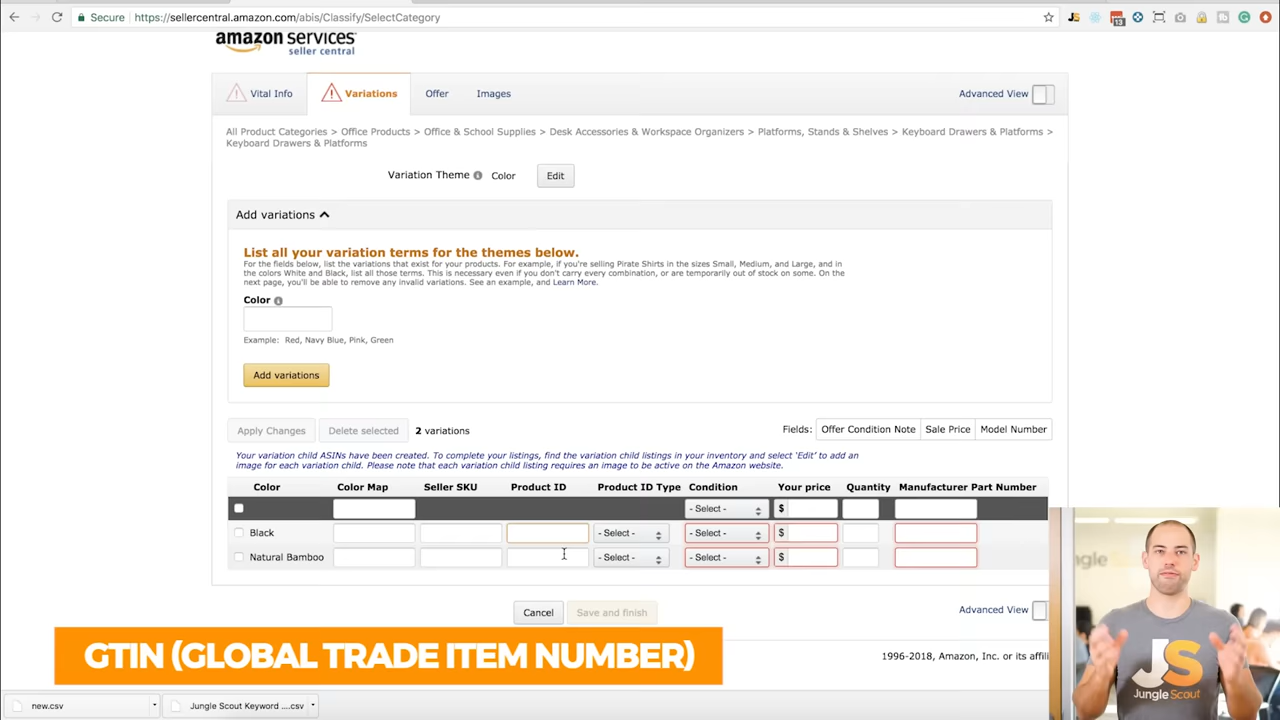 Secure
https://sellercentral.amazon.com/abis/Classify/SelectCategory
13
amazon services
seller central
Vital Info
Variations
Offer
Images
Advanced View
All Product Categories > Office Products > Office & School Supplies > Desk Accessories & Workspace Organizers > Platforms, Stands & Shelves > Keyboard Drawers & Platforms >
Keyboard Drawers & Platforms
Variation Theme Color Edit
Add variations
List all your variation terms for the themes below.
For the fields below, list the variations that exist for your products. For example, if you're selling Pirate Shirts in the sizes Small, Medium, and Large, and in
the colors White and Black, list all those terms. This is necessary even if you don't carry every combination, or are temporarily out of stock on some. On the
next page, you'll be able to remove any invalid variations. See an example, and Learn More.
Color
Example: Red, Navy Blue, Pink, Green
Add variations
Apply Changes Delete selected 2 variations Fields: Offer Condition Note Sale Price Model Number
Your variation child ASINs have been created. To complete your listings, find the variation child listings in your inventory and select 'Edit' to add an
image for each variation child. Please note that each variation child listing requires an image to be active on the Amazon website.
Color Color Map Seller SKU Product ID Product ID Type Condition Your price Quantity Manufacturer Part Number
- Select - $
Black - Select - - Select - $
Natural Bamboo - Select - - Select - $
Cancel Save and finish
Advanced View
GTIN (GLOBAL TRADE ITEM NUMBER)
1996-2018, Amazon, Inc. or its affili
JS
Jungle Scout
new.csv
Jungle Scout Keyword ....csv